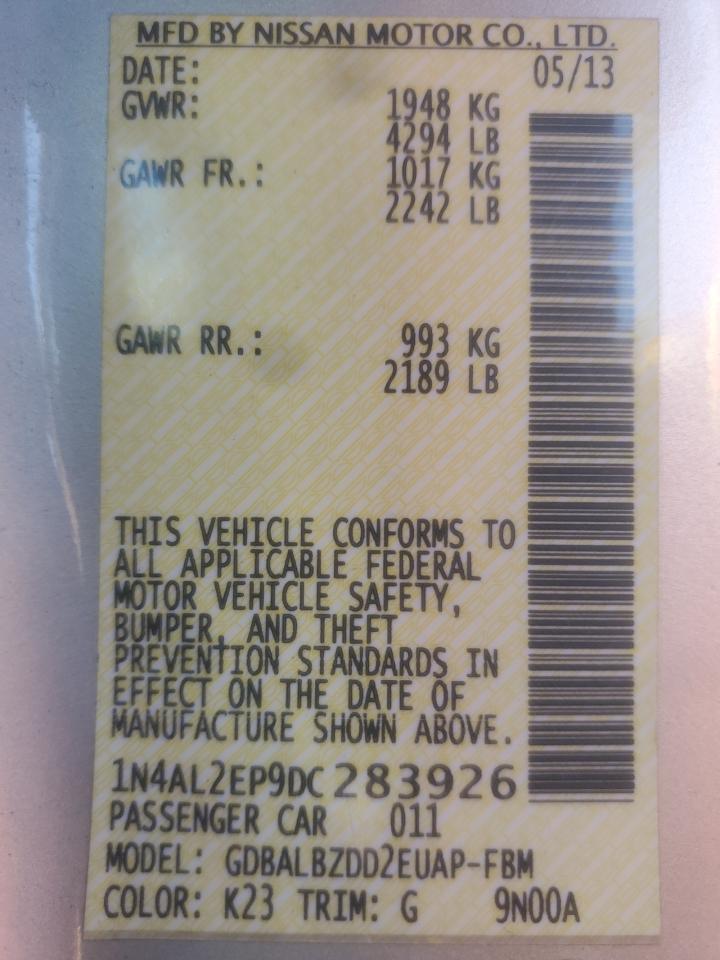 MFD BY NISSAN MOTOR CO., LTD.
DATE: 05/13
GVWR: 1948 KG
4294 LB
GAWR FR.: 1017 KG
2242 LB
GAWR RR.: 993 KG
2189 LB
THIS VEHICLE CONFORMS TO
ALL APPLICABLE FEDERAL
MOTOR VEHICLE SAFETY,
BUMPER, AND THEFT
PREVENTION STANDARDS IN
EFFECT ON THE DATE OF
MANUFACTURE SHOWN ABOVE.
1N4AL2EP9DC283926
PASSENGER CAR 011
MODEL: GDBALBZDD2EUAP-FBM
COLOR: K23 TRIM: G 9N00A